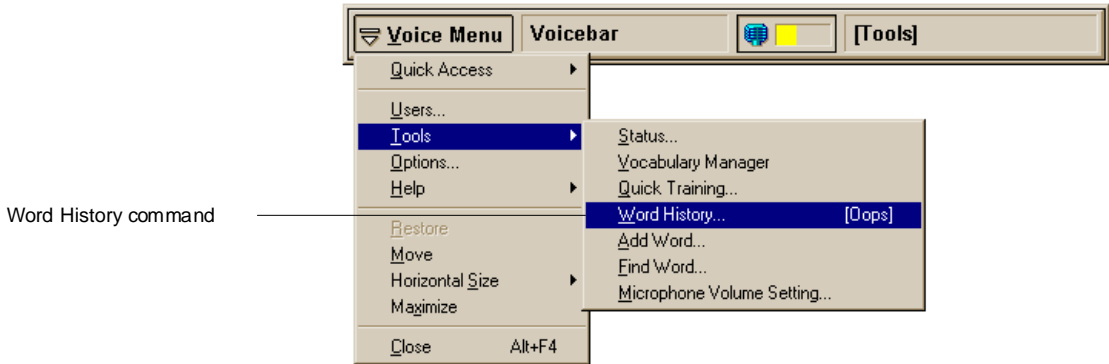 Voice Menu Voicebar [Tools]
Quick Access
Users...
Tools
Options...
Help
Restore
Move
Horizontal Size
Maximize
Close Alt+F4
Status...
Vocabulary Manager
Quick Training...
Word History... [Oops]
Add Word...
Find Word...
Microphone Volume Setting...
Word History command